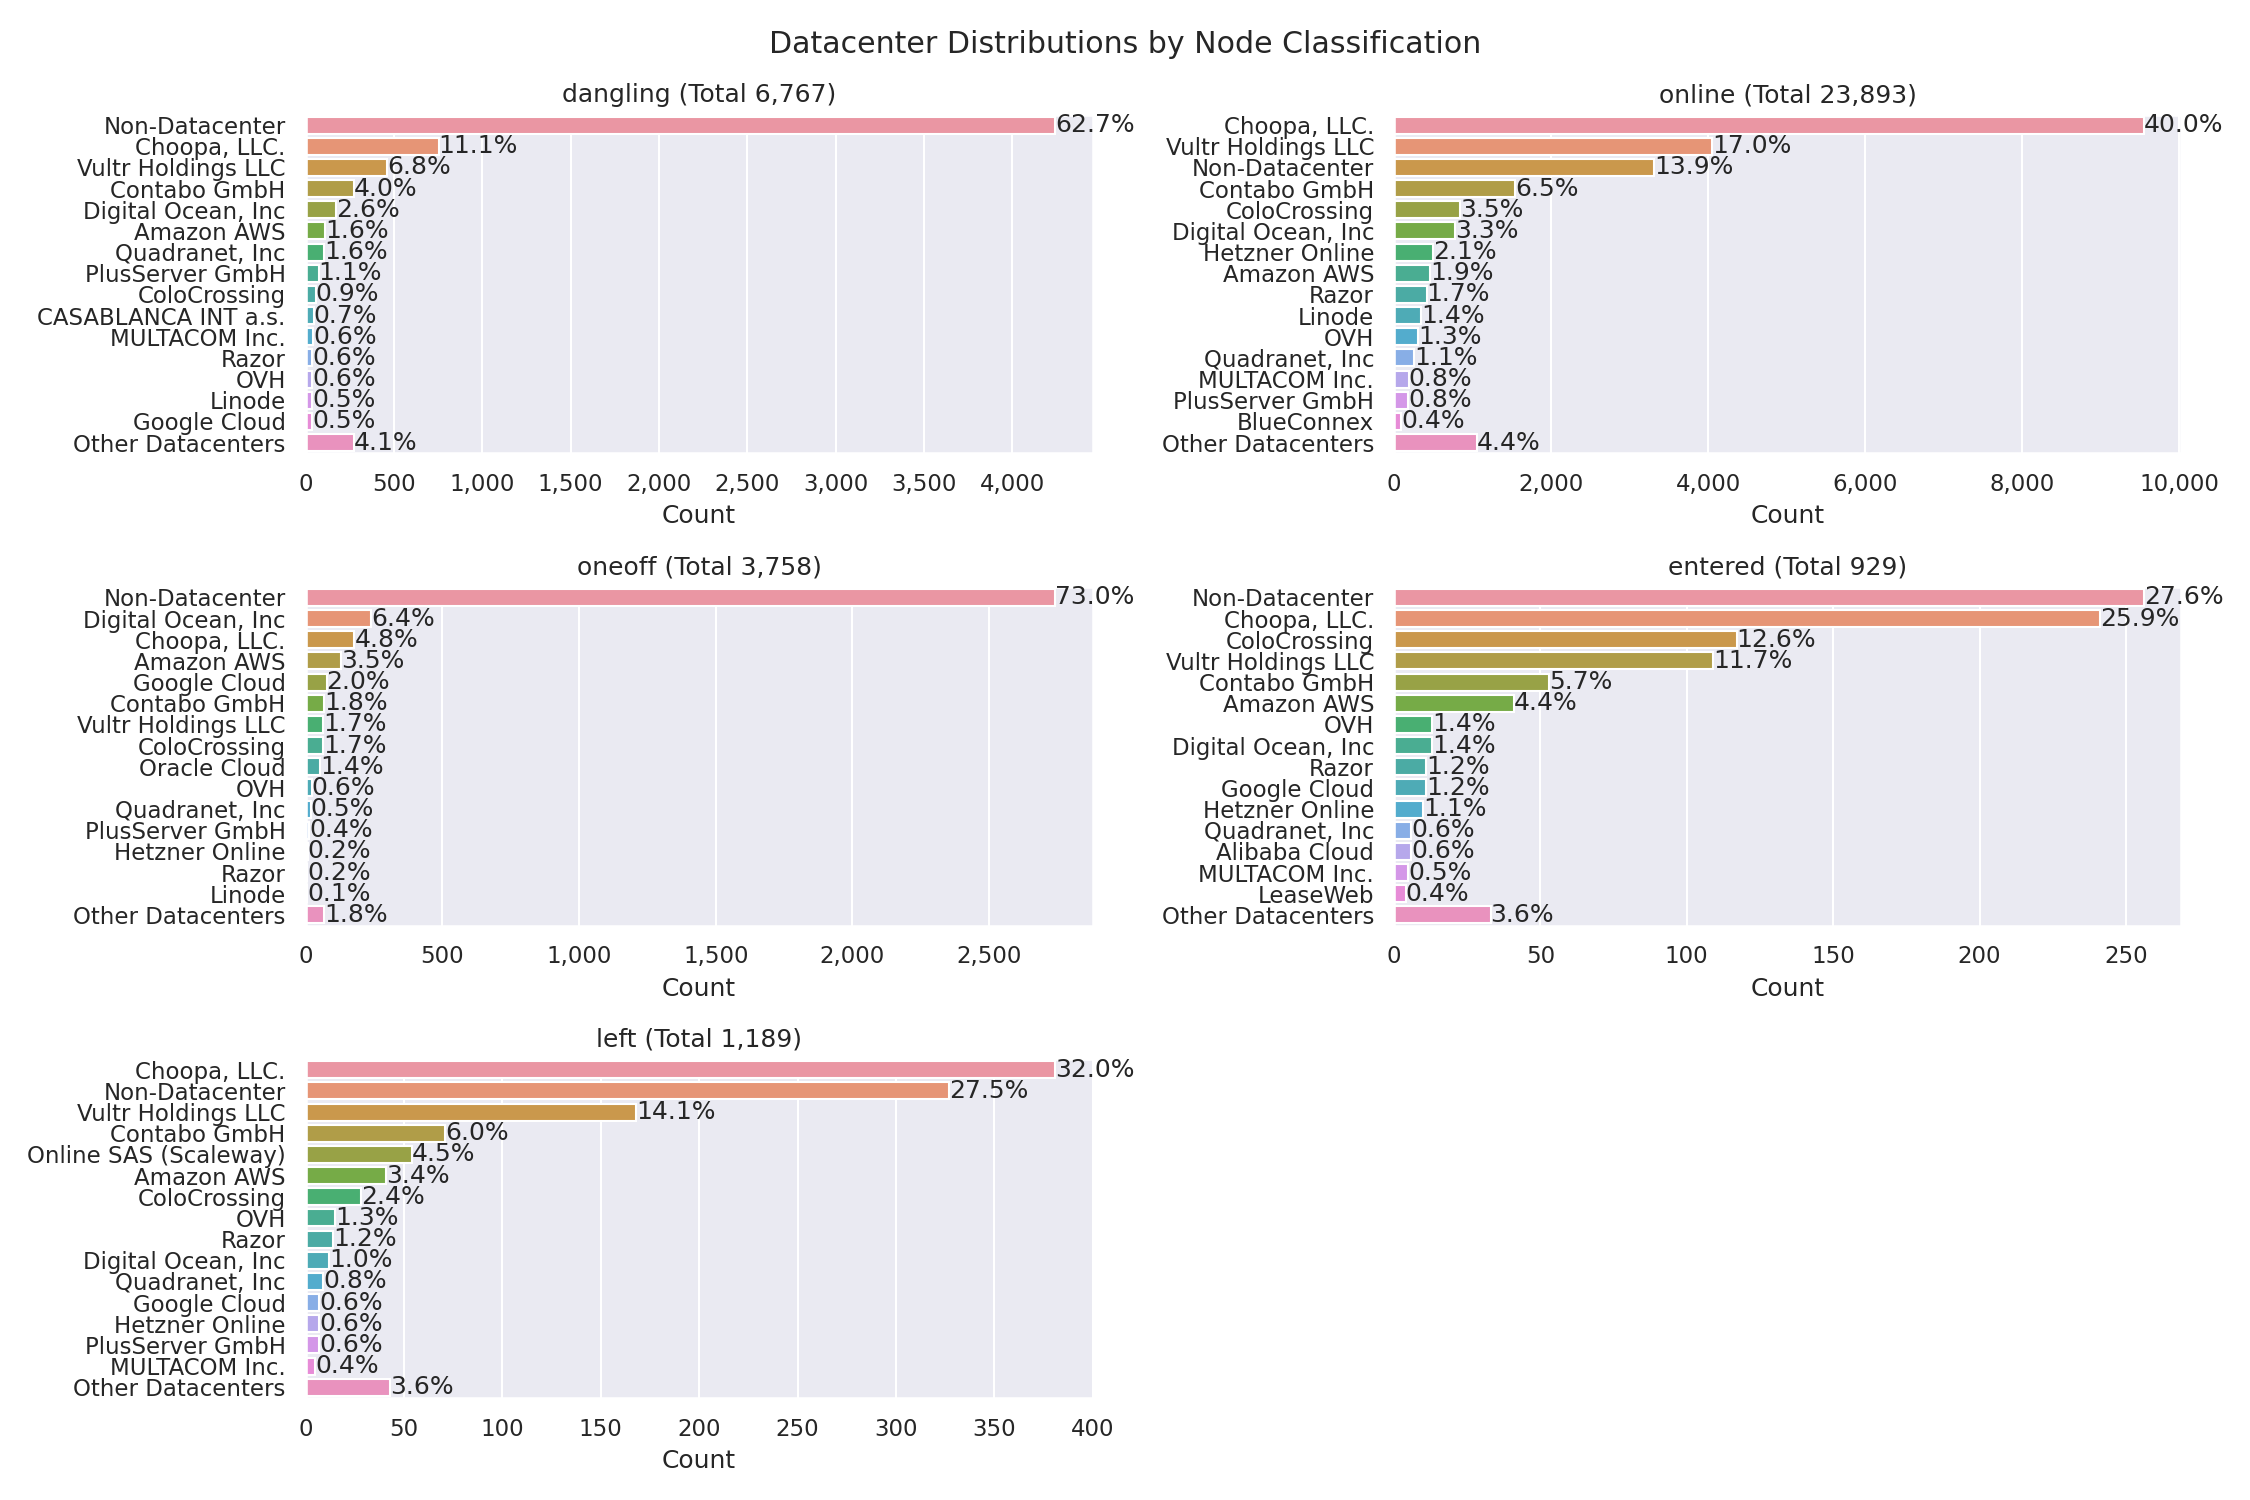 Datacenter Distributions by Node Classification
dangling (Total 6,767)
Non-Datacenter 62.7%
Choopa, LLC. 11.1%
Vultr Holdings LLC 6.8%
Contabo GmbH 4.0%
Digital Ocean, Inc 2.6%
Amazon AWS 1.6%
Quadranet, Inc 1.6%
PlusServer GmbH 1.1%
ColoCrossing 0.9%
CASABLANCA INT a.s. 0.7%
MULTACOM Inc. 0.6%
Razor 0.6%
OVH 0.6%
Linode 0.5%
Google Cloud 0.5%
Other Datacenters 4.1%
0 500 1,000 1,500 2,000 2,500 3,000 3,500 4,000
Count
online (Total 23,893)
Choopa, LLC. 40.0%
Vultr Holdings LLC 17.0%
Non-Datacenter 13.9%
Contabo GmbH 6.5%
ColoCrossing 3.5%
Digital Ocean, Inc 3.3%
Hetzner Online 2.1%
Amazon AWS 1.9%
Razor 1.7%
Linode 1.4%
OVH 1.3%
Quadranet, Inc 1.1%
MULTACOM Inc. 0.8%
PlusServer GmbH 0.8%
BlueConnex 0.4%
Other Datacenters 4.4%
0 2,000 4,000 6,000 8,000 10,000
Count
oneoff (Total 3,758)
Non-Datacenter 73.0%
Digital Ocean, Inc 6.4%
Choopa, LLC. 4.8%
Amazon AWS 3.5%
Google Cloud 2.0%
Contabo GmbH 1.8%
Vultr Holdings LLC 1.7%
ColoCrossing 1.7%
Oracle Cloud 1.4%
OVH 0.6%
Quadranet, Inc 0.5%
PlusServer GmbH 0.4%
Hetzner Online 0.2%
Razor 0.2%
Linode 0.1%
Other Datacenters 1.8%
0 500 1,000 1,500 2,000 2,500
Count
entered (Total 929)
Non-Datacenter 27.6%
Choopa, LLC. 25.9%
ColoCrossing 12.6%
Vultr Holdings LLC 11.7%
Contabo GmbH 5.7%
Amazon AWS 4.4%
OVH 1.4%
Digital Ocean, Inc 1.4%
Razor 1.2%
Google Cloud 1.2%
Hetzner Online 1.1%
Quadranet, Inc 0.6%
Alibaba Cloud 0.6%
MULTACOM Inc. 0.5%
LeaseWeb 0.4%
Other Datacenters 3.6%
0 50 100 150 200 250
Count
left (Total 1,189)
Choopa, LLC. 32.0%
Non-Datacenter 27.5%
Vultr Holdings LLC 14.1%
Contabo GmbH 6.0%
Online SAS (Scaleway) 4.5%
Amazon AWS 3.4%
ColoCrossing 2.4%
OVH 1.3%
Razor 1.2%
Digital Ocean, Inc 1.0%
Quadranet, Inc 0.8%
Google Cloud 0.6%
Hetzner Online 0.6%
PlusServer GmbH 0.6%
MULTACOM Inc. 0.4%
Other Datacenters 3.6%
0 50 100 150 200 250 300 350 400
Count